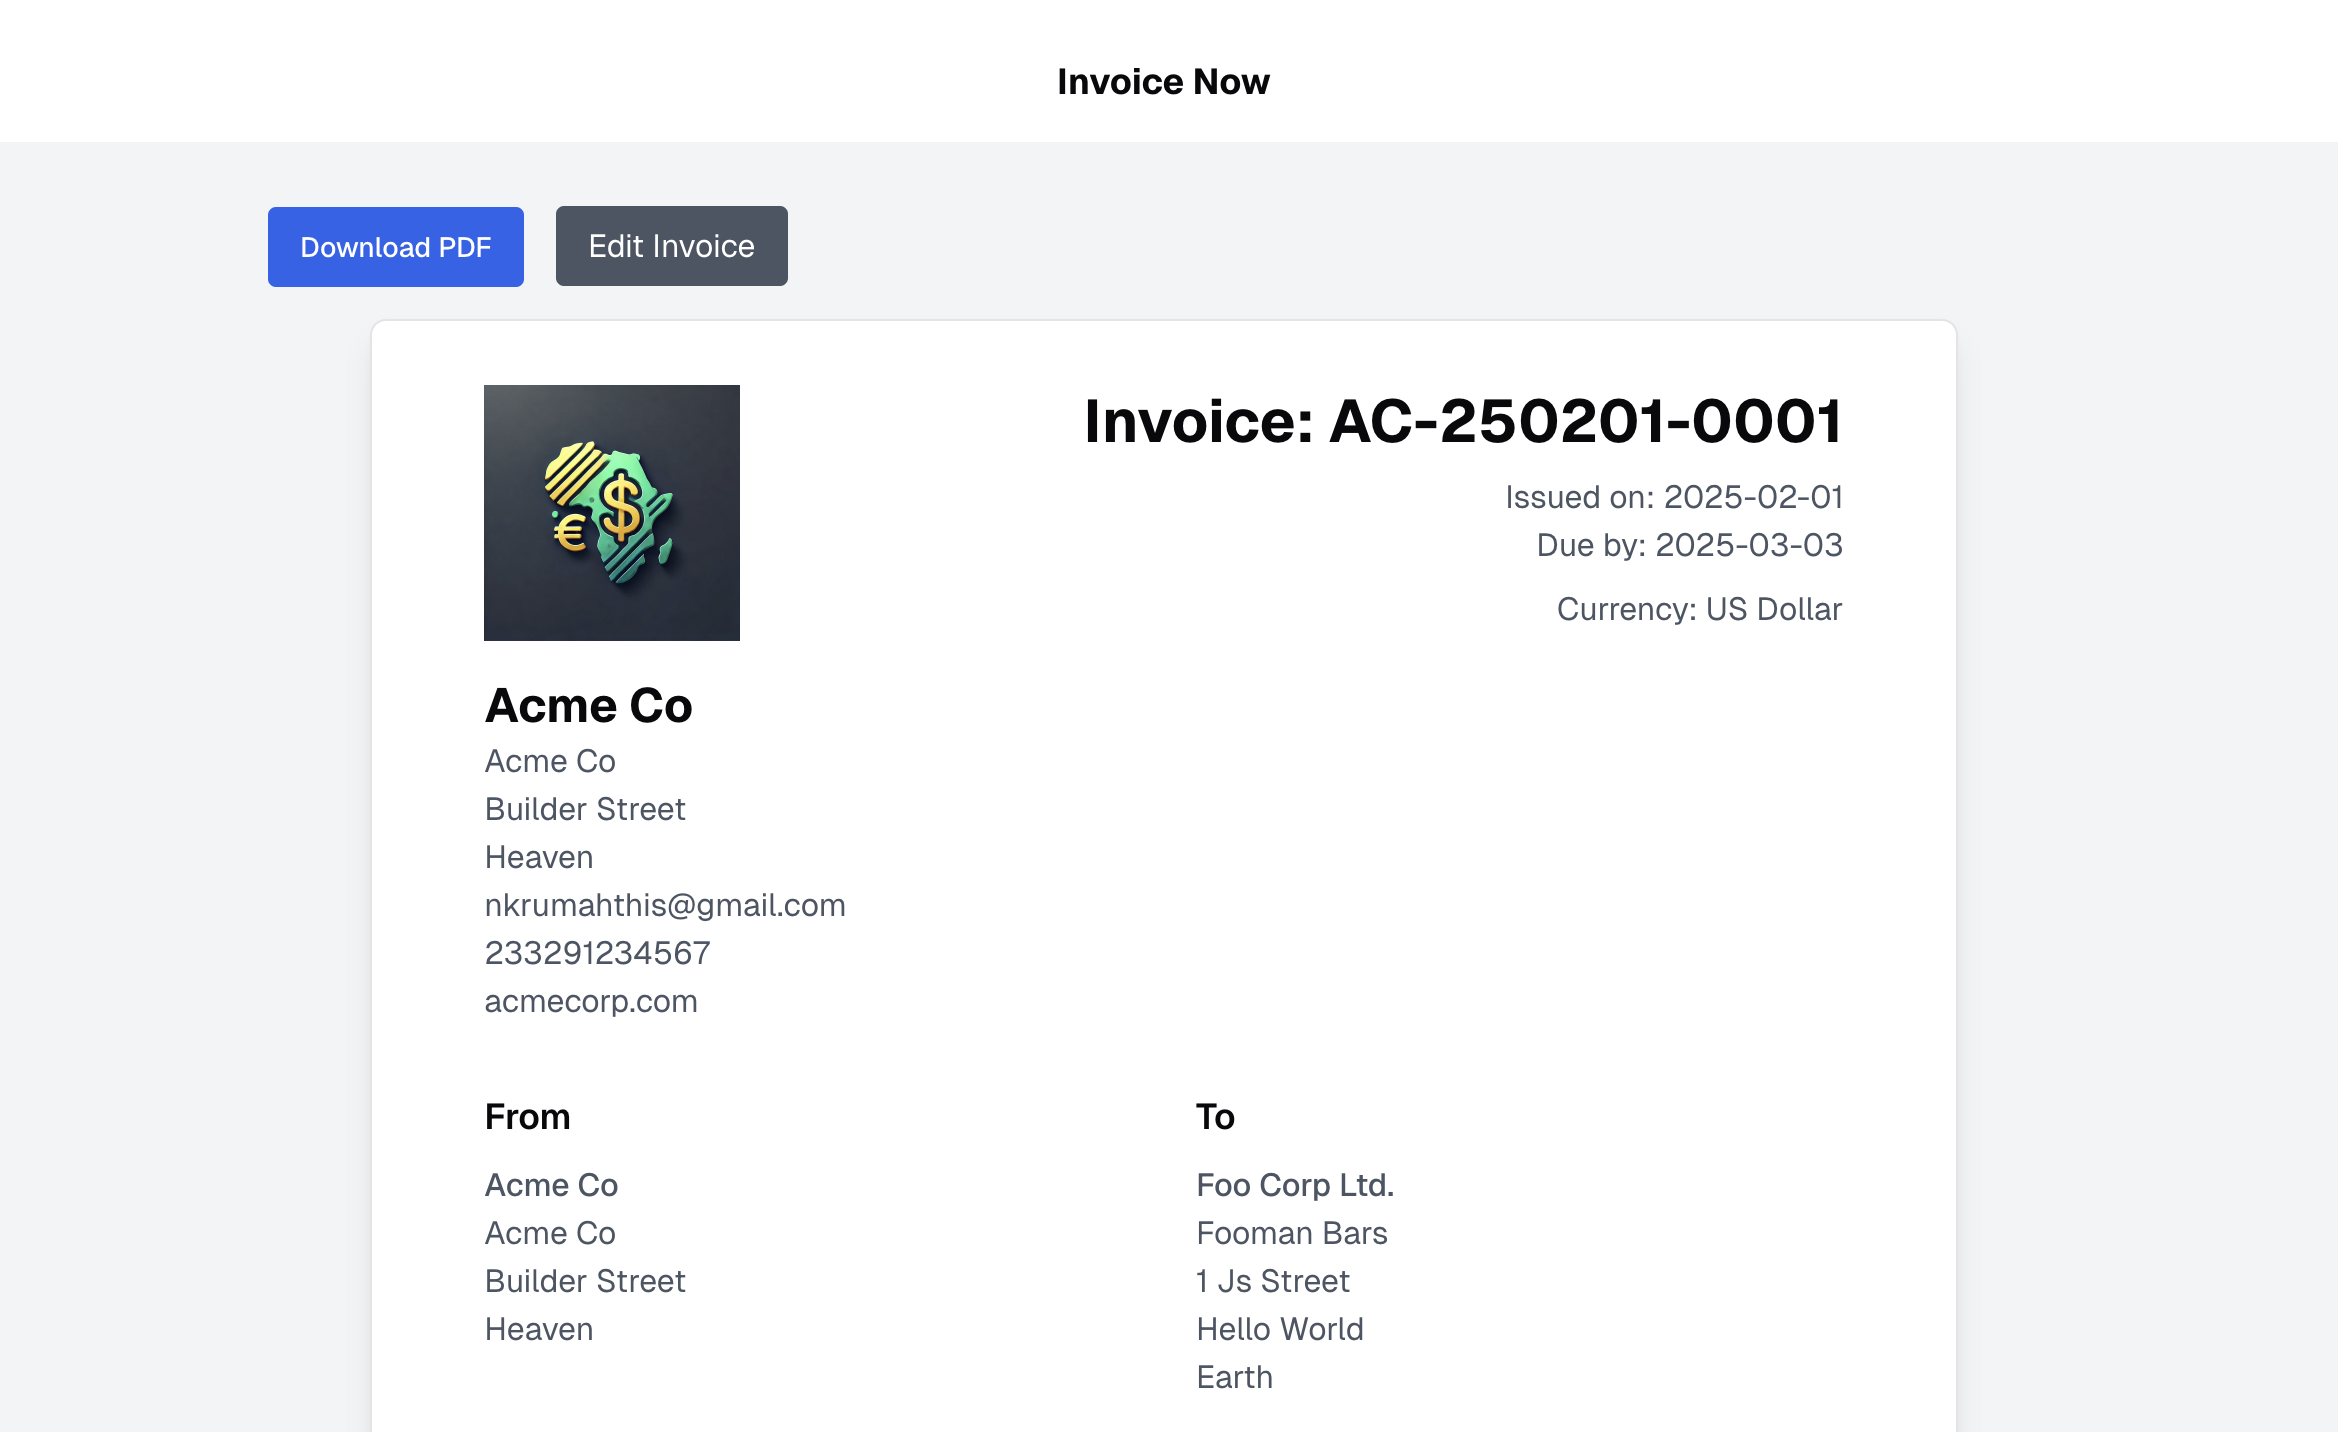 Invoice Now
Download PDF
Edit Invoice
Invoice: AC-250201-0001
Issued on: 2025-02-01
Due by: 2025-03-03
Currency: US Dollar
$
€
Acme Co
Acme Co
Builder Street
Heaven
nkrumahthis@gmail.com
233291234567
acmecorp.com
From
Acme Co
Acme Co
Builder Street
Heaven
To
Foo Corp Ltd.
Fooman Bars
1 Js Street
Hello World
Earth